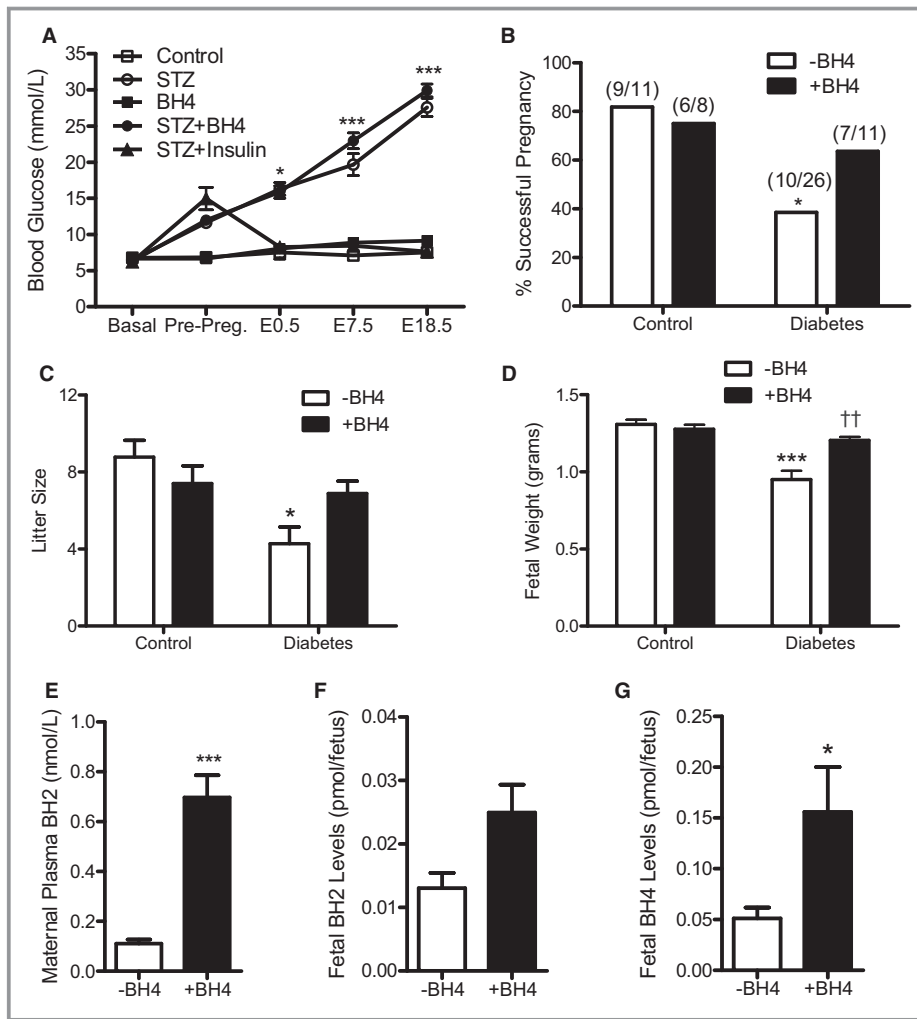 A
Control
STZ
BH4
STZ+BH4
STZ+Insulin
Blood Glucose (mmol/L)
35
30
25
20
15
10
5
0
*
***
***
Basal Pre-Preg. E0.5 E7.5 E18.5
B
-BH4
+BH4
% Successful Pregnancy
100
80
60
40
20
0
(9/11)
(6/8)
(10/26)
*
(7/11)
Control Diabetes
C
-BH4
+BH4
Litter Size
12
8
4
0
*
Control Diabetes
D
-BH4
+BH4
Fetal Weight (grams)
1.5
1.0
0.5
0.0
***
††
Control Diabetes
E
Maternal Plasma BH2 (nmol/L)
1.0
0.8
0.6
0.4
0.2
0.0
***
-BH4 +BH4
F
Fetal BH2 Levels (pmol/fetus)
0.04
0.03
0.02
0.01
0.00
-BH4 +BH4
G
Fetal BH4 Levels (pmol/fetus)
0.25
0.20
0.15
0.10
0.05
0.00
*
-BH4 +BH4